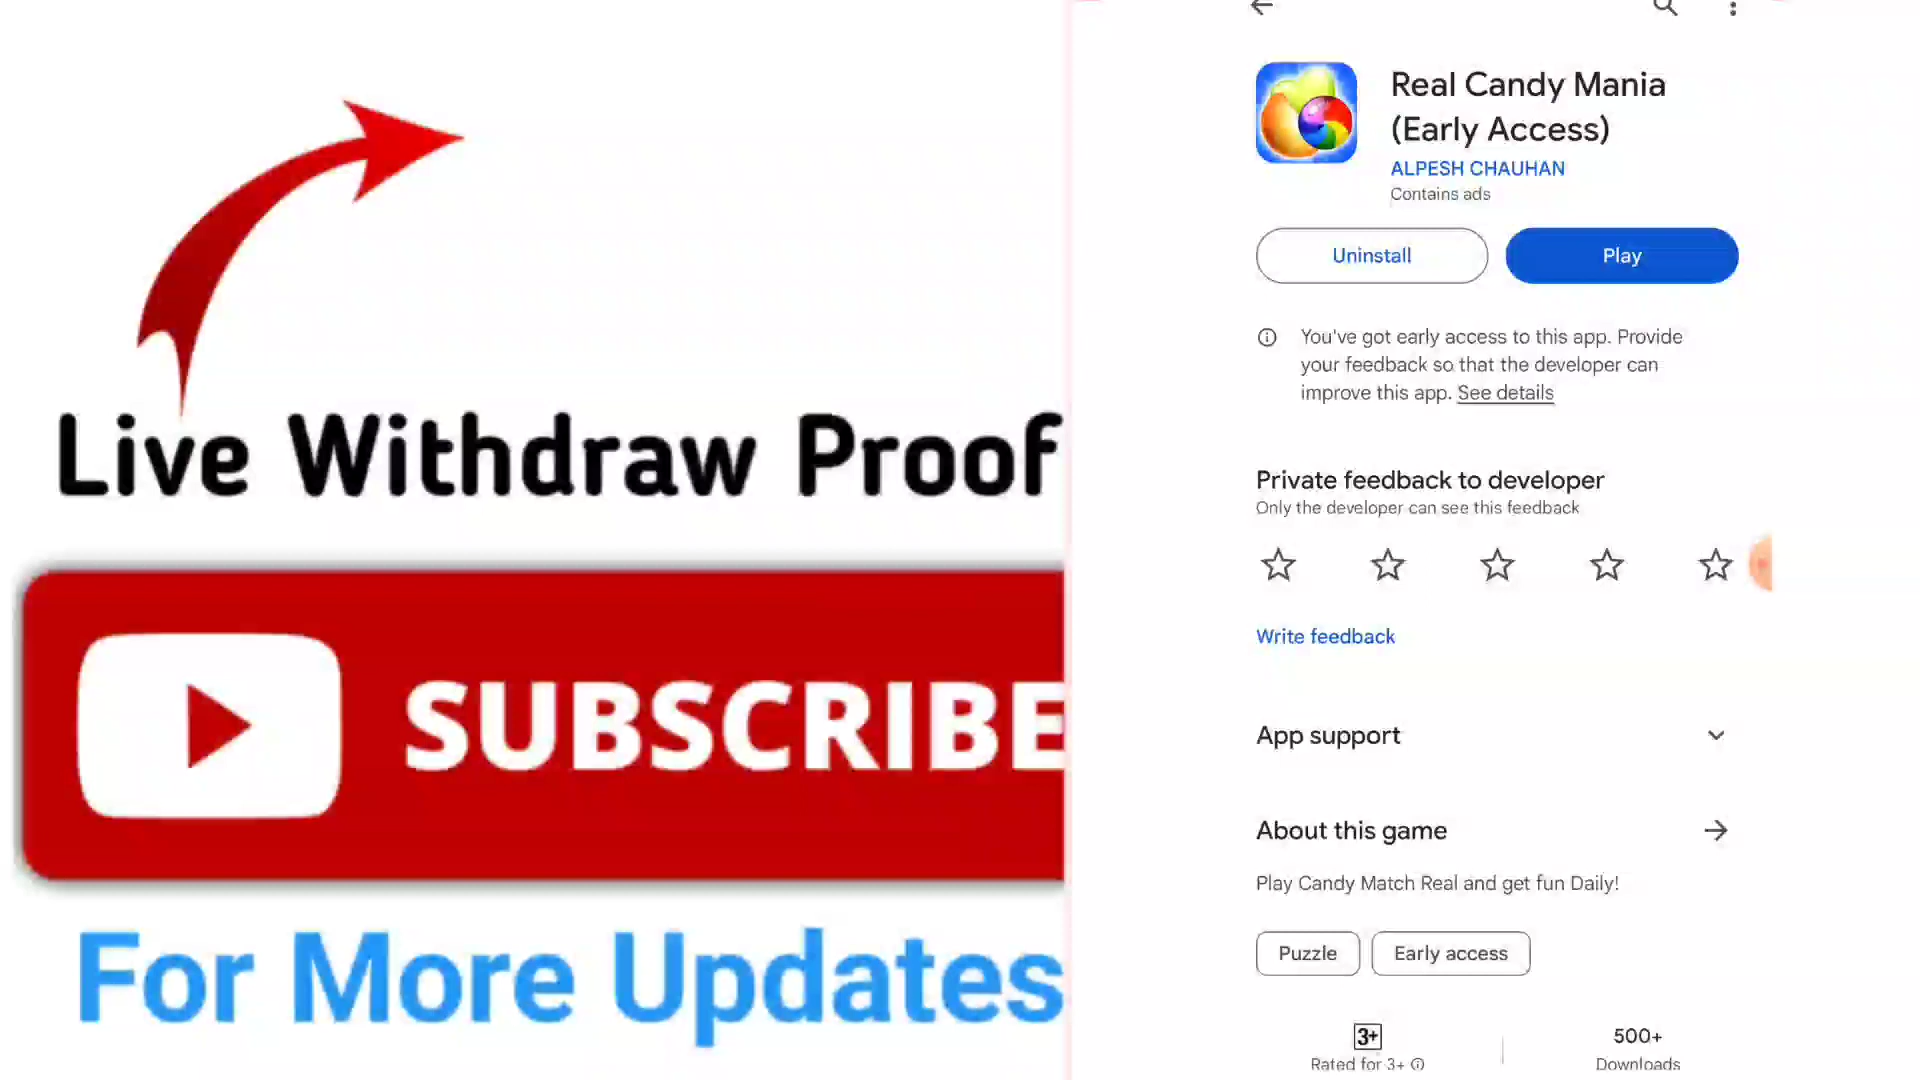 Live Withdraw Proof
SUBSCRIBE
For More Updates
Real Candy Mania
(Early Access)
ALPESH CHAUHAN
Contains ads
Uninstall
Play
You've got early access to this app. Provide
your feedback so that the developer can
improve this app. See details
Private feedback to developer
Only the developer can see this feedback
Write feedback
App support
About this game
Play Candy Match Real and get fun Daily!
Puzzle
Early access
3+
Rated for 3+
500+
Downloads